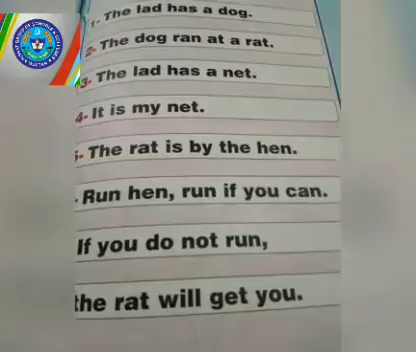 1- The lad has a dog.
2- The dog ran at a rat.
3- The lad has a net.
4- It is my net.
5- The rat is by the hen.
Run hen, run if you can.
If you do not run,
the rat will get you.